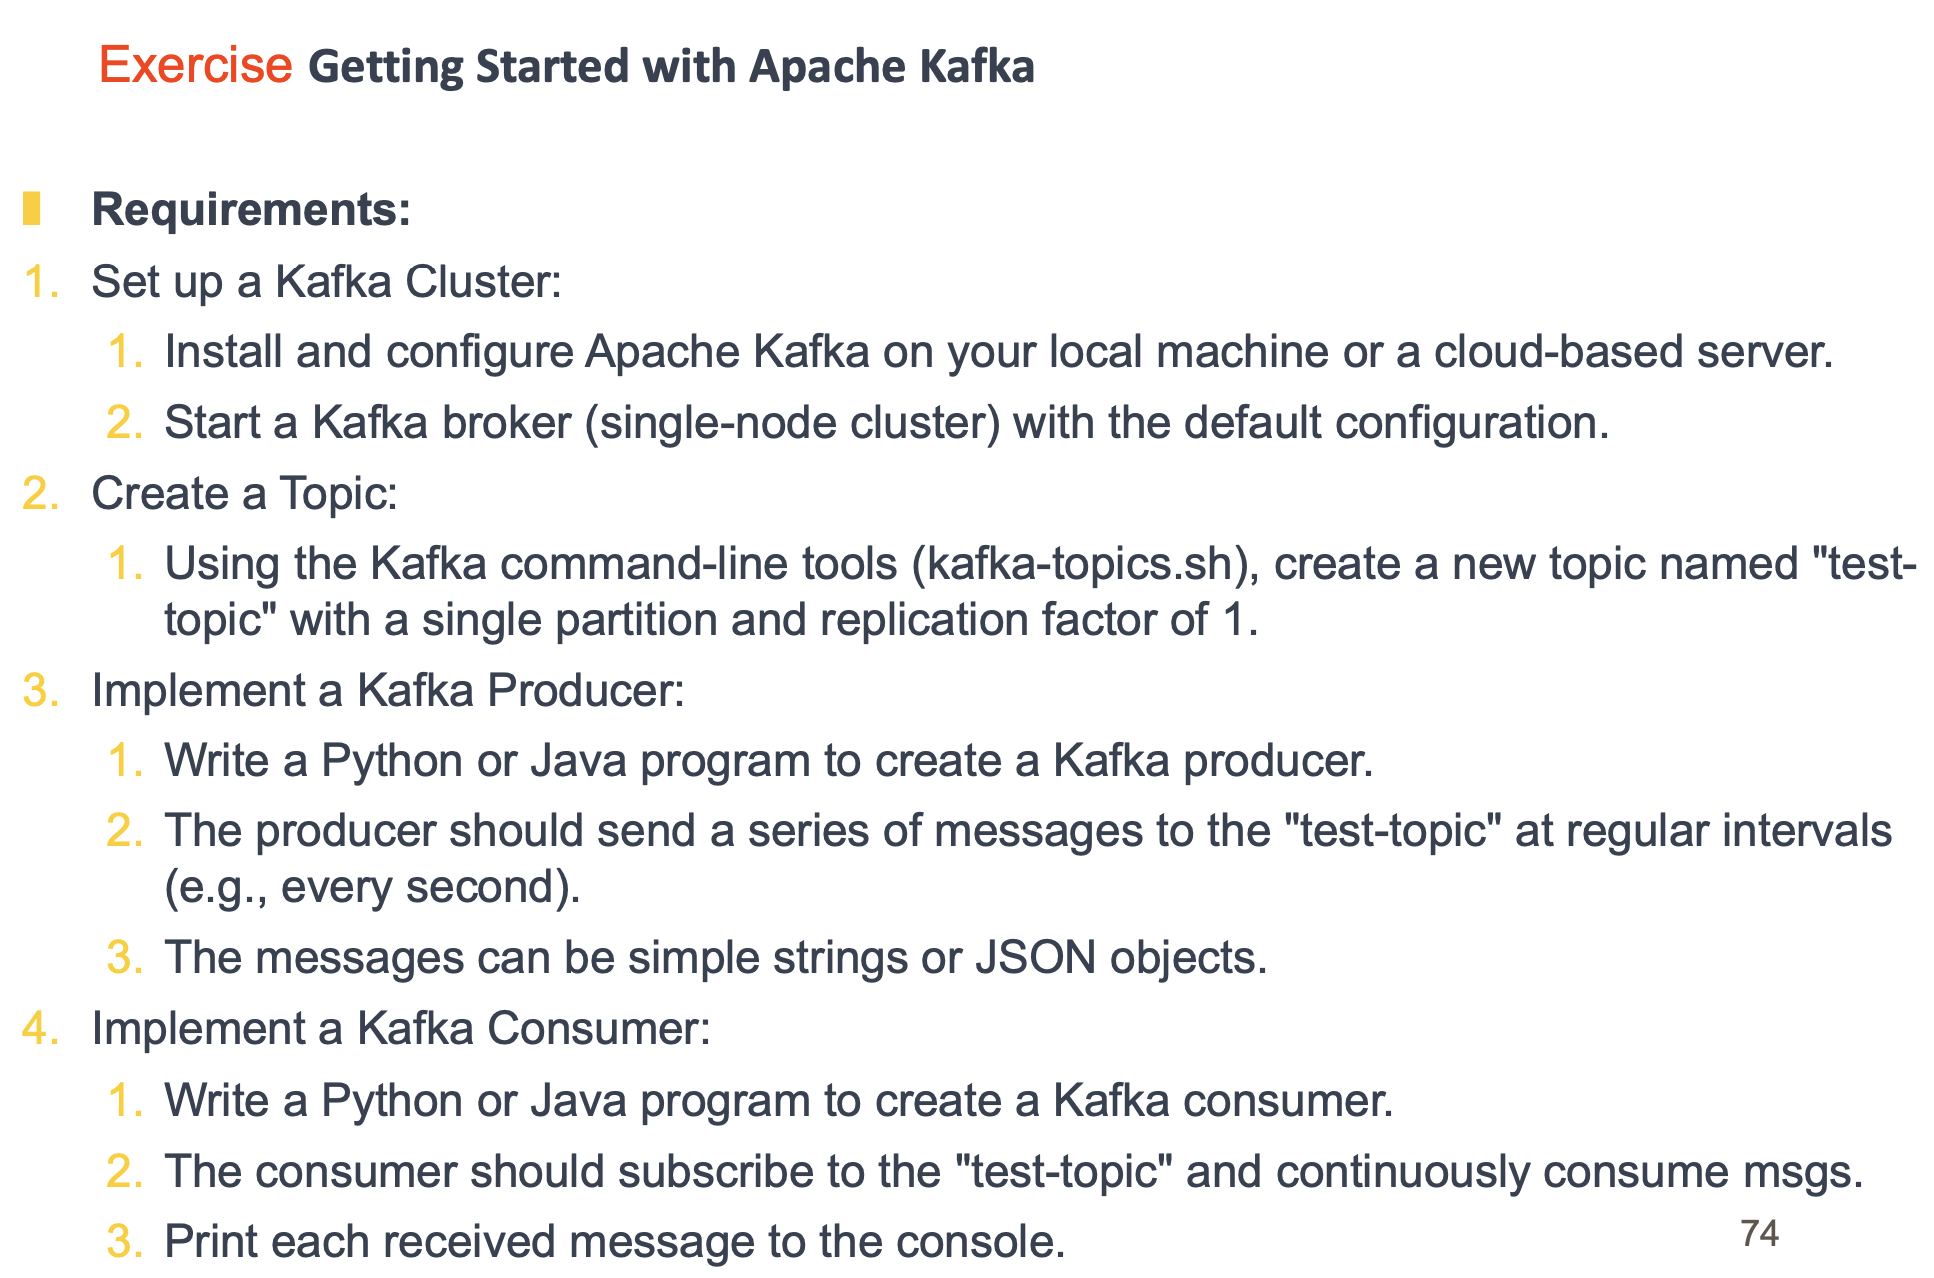 Exercise Getting Started with Apache Kafka
Requirements:
1. Set up a Kafka Cluster:
1. Install and configure Apache Kafka on your local machine or a cloud-based server.
2. Start a Kafka broker (single-node cluster) with the default configuration.
2. Create a Topic:
1. Using the Kafka command-line tools (kafka-topics.sh), create a new topic named "test-
topic" with a single partition and replication factor of 1.
3. Implement a Kafka Producer:
1. Write a Python or Java program to create a Kafka producer.
2. The producer should send a series of messages to the "test-topic" at regular intervals
(e.g., every second).
3. The messages can be simple strings or JSON objects.
4. Implement a Kafka Consumer:
1. Write a Python or Java program to create a Kafka consumer.
2. The consumer should subscribe to the "test-topic" and continuously consume msgs.
3. Print each received message to the console.
74